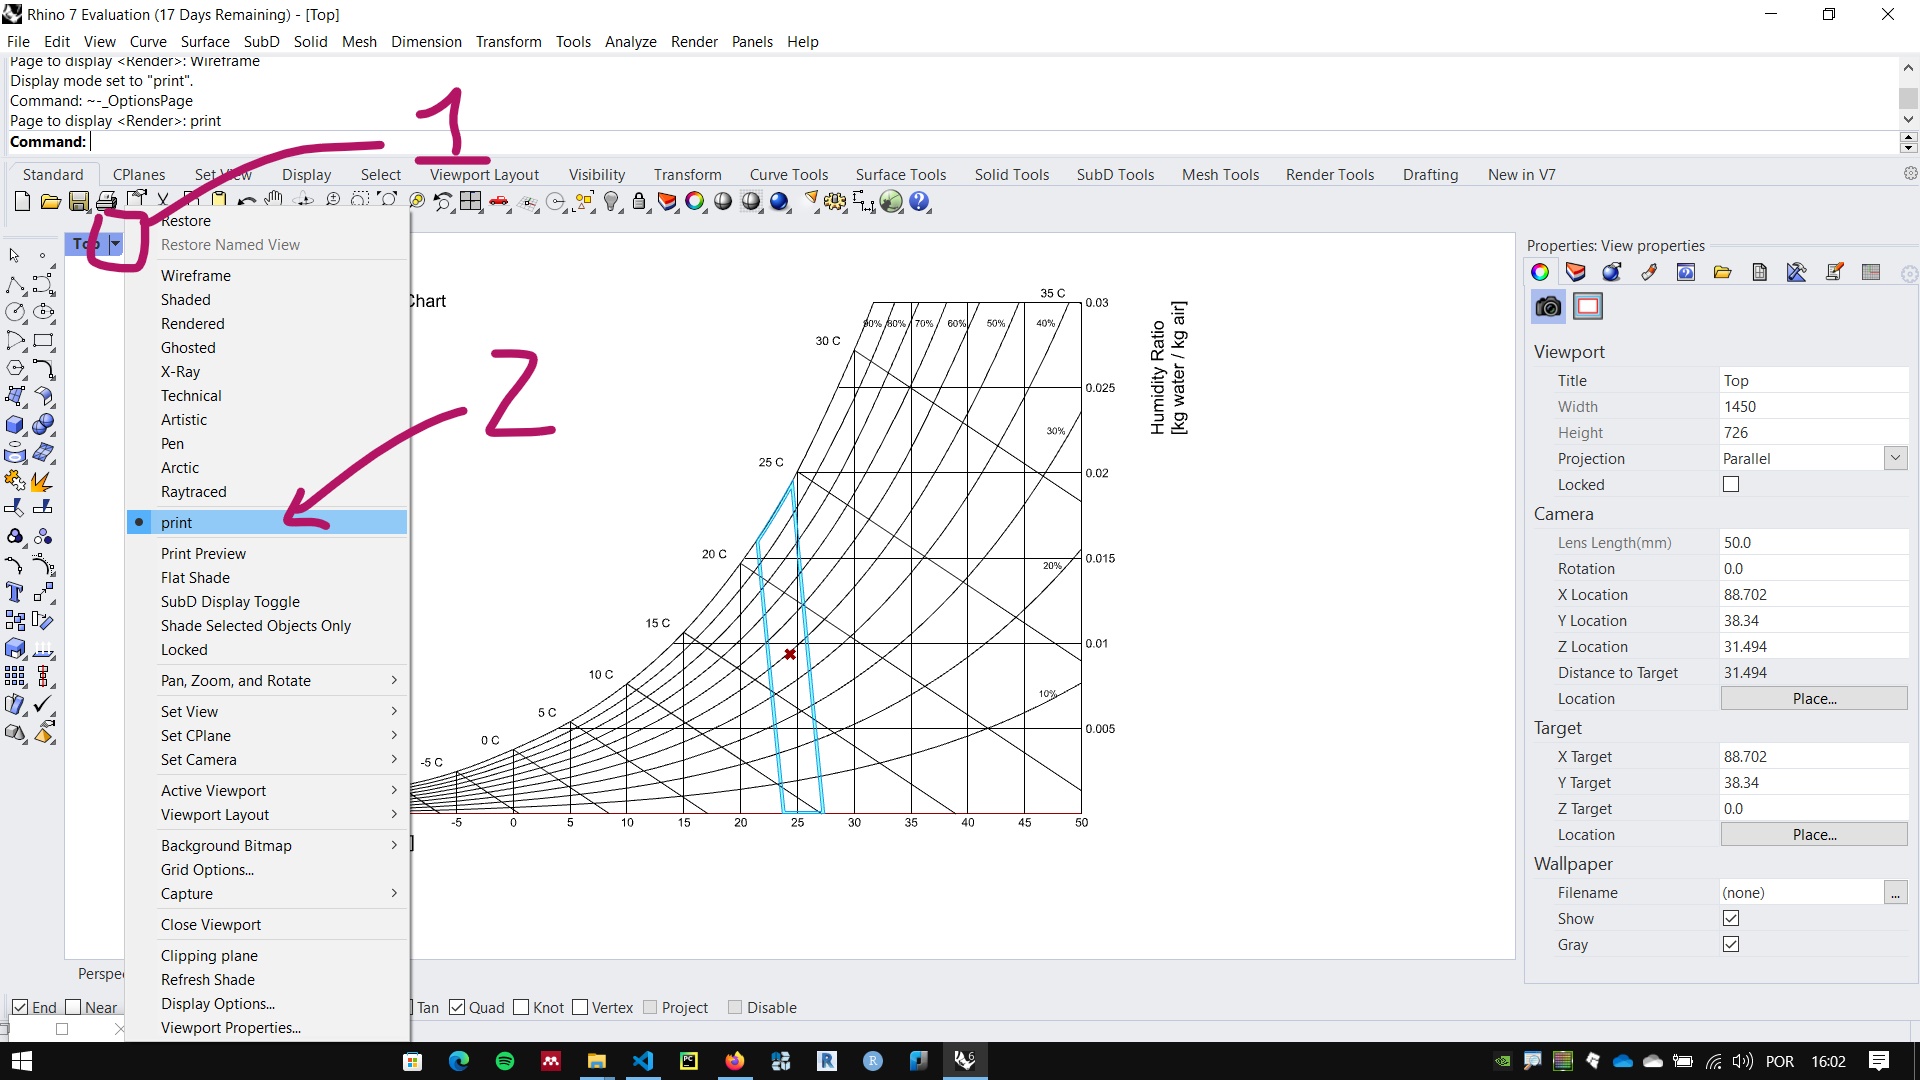 Rhino 7 Evaluation (17 Days Remaining) - [Top]
File Edit View Curve Surface SubD Solid Mesh Dimension Transform Tools Analyze Render Panels Help
Page to display <Render>: Wireframe
Display mode set to "print".
Command: ~-_OptionsPage
Page to display <Render>: print
Command:
1
Standard CPlanes Set View Display Select Viewport Layout Visibility Transform Curve Tools Surface Tools Solid Tools SubD Tools Mesh Tools Render Tools Drafting New in V7
Top
Restore
Restore Named View
Wireframe
Shaded
Rendered
Ghosted
X-Ray
Technical
Artistic
Pen
Arctic
Raytraced
print
Print Preview
Flat Shade
SubD Display Toggle
Shade Selected Objects Only
Locked
Pan, Zoom, and Rotate
Set View
Set CPlane
Set Camera
Active Viewport
Viewport Layout
Background Bitmap
Grid Options...
Capture
Close Viewport
Clipping plane
Refresh Shade
Display Options...
Viewport Properties...
2
Chart
35 C
30 C
25 C
20 C
15 C
10 C
5 C
0 C
-5 C
90% 80% 70% 60% 50% 40%
30%
20%
10%
0.03
0.025
0.02
0.015
0.01
0.005
Humidity Ratio
[kg water / kg air]
-5 0 5 10 15 20 25 30 35 40 45 50
]
Properties: View properties
Viewport
Title Top
Width 1450
Height 726
Projection Parallel
Locked
Camera
Lens Length(mm) 50.0
Rotation 0.0
X Location 88.702
Y Location 38.34
Z Location 31.494
Distance to Target 31.494
Location Place...
Target
X Target 88.702
Y Target 38.34
Z Target 0.0
Location Place...
Wallpaper
Filename (none) ...
Show
Gray
Perspe
End Near Tan Quad Knot Vertex Project Disable
POR 16:02